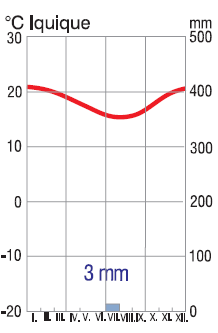 °C Iquique mm
30 500
20 400
10 300
0 200
-10 100
3 mm
-20 0
I. II. III. IV. V. VI. VII. VIII. IX. X. XI. XII.